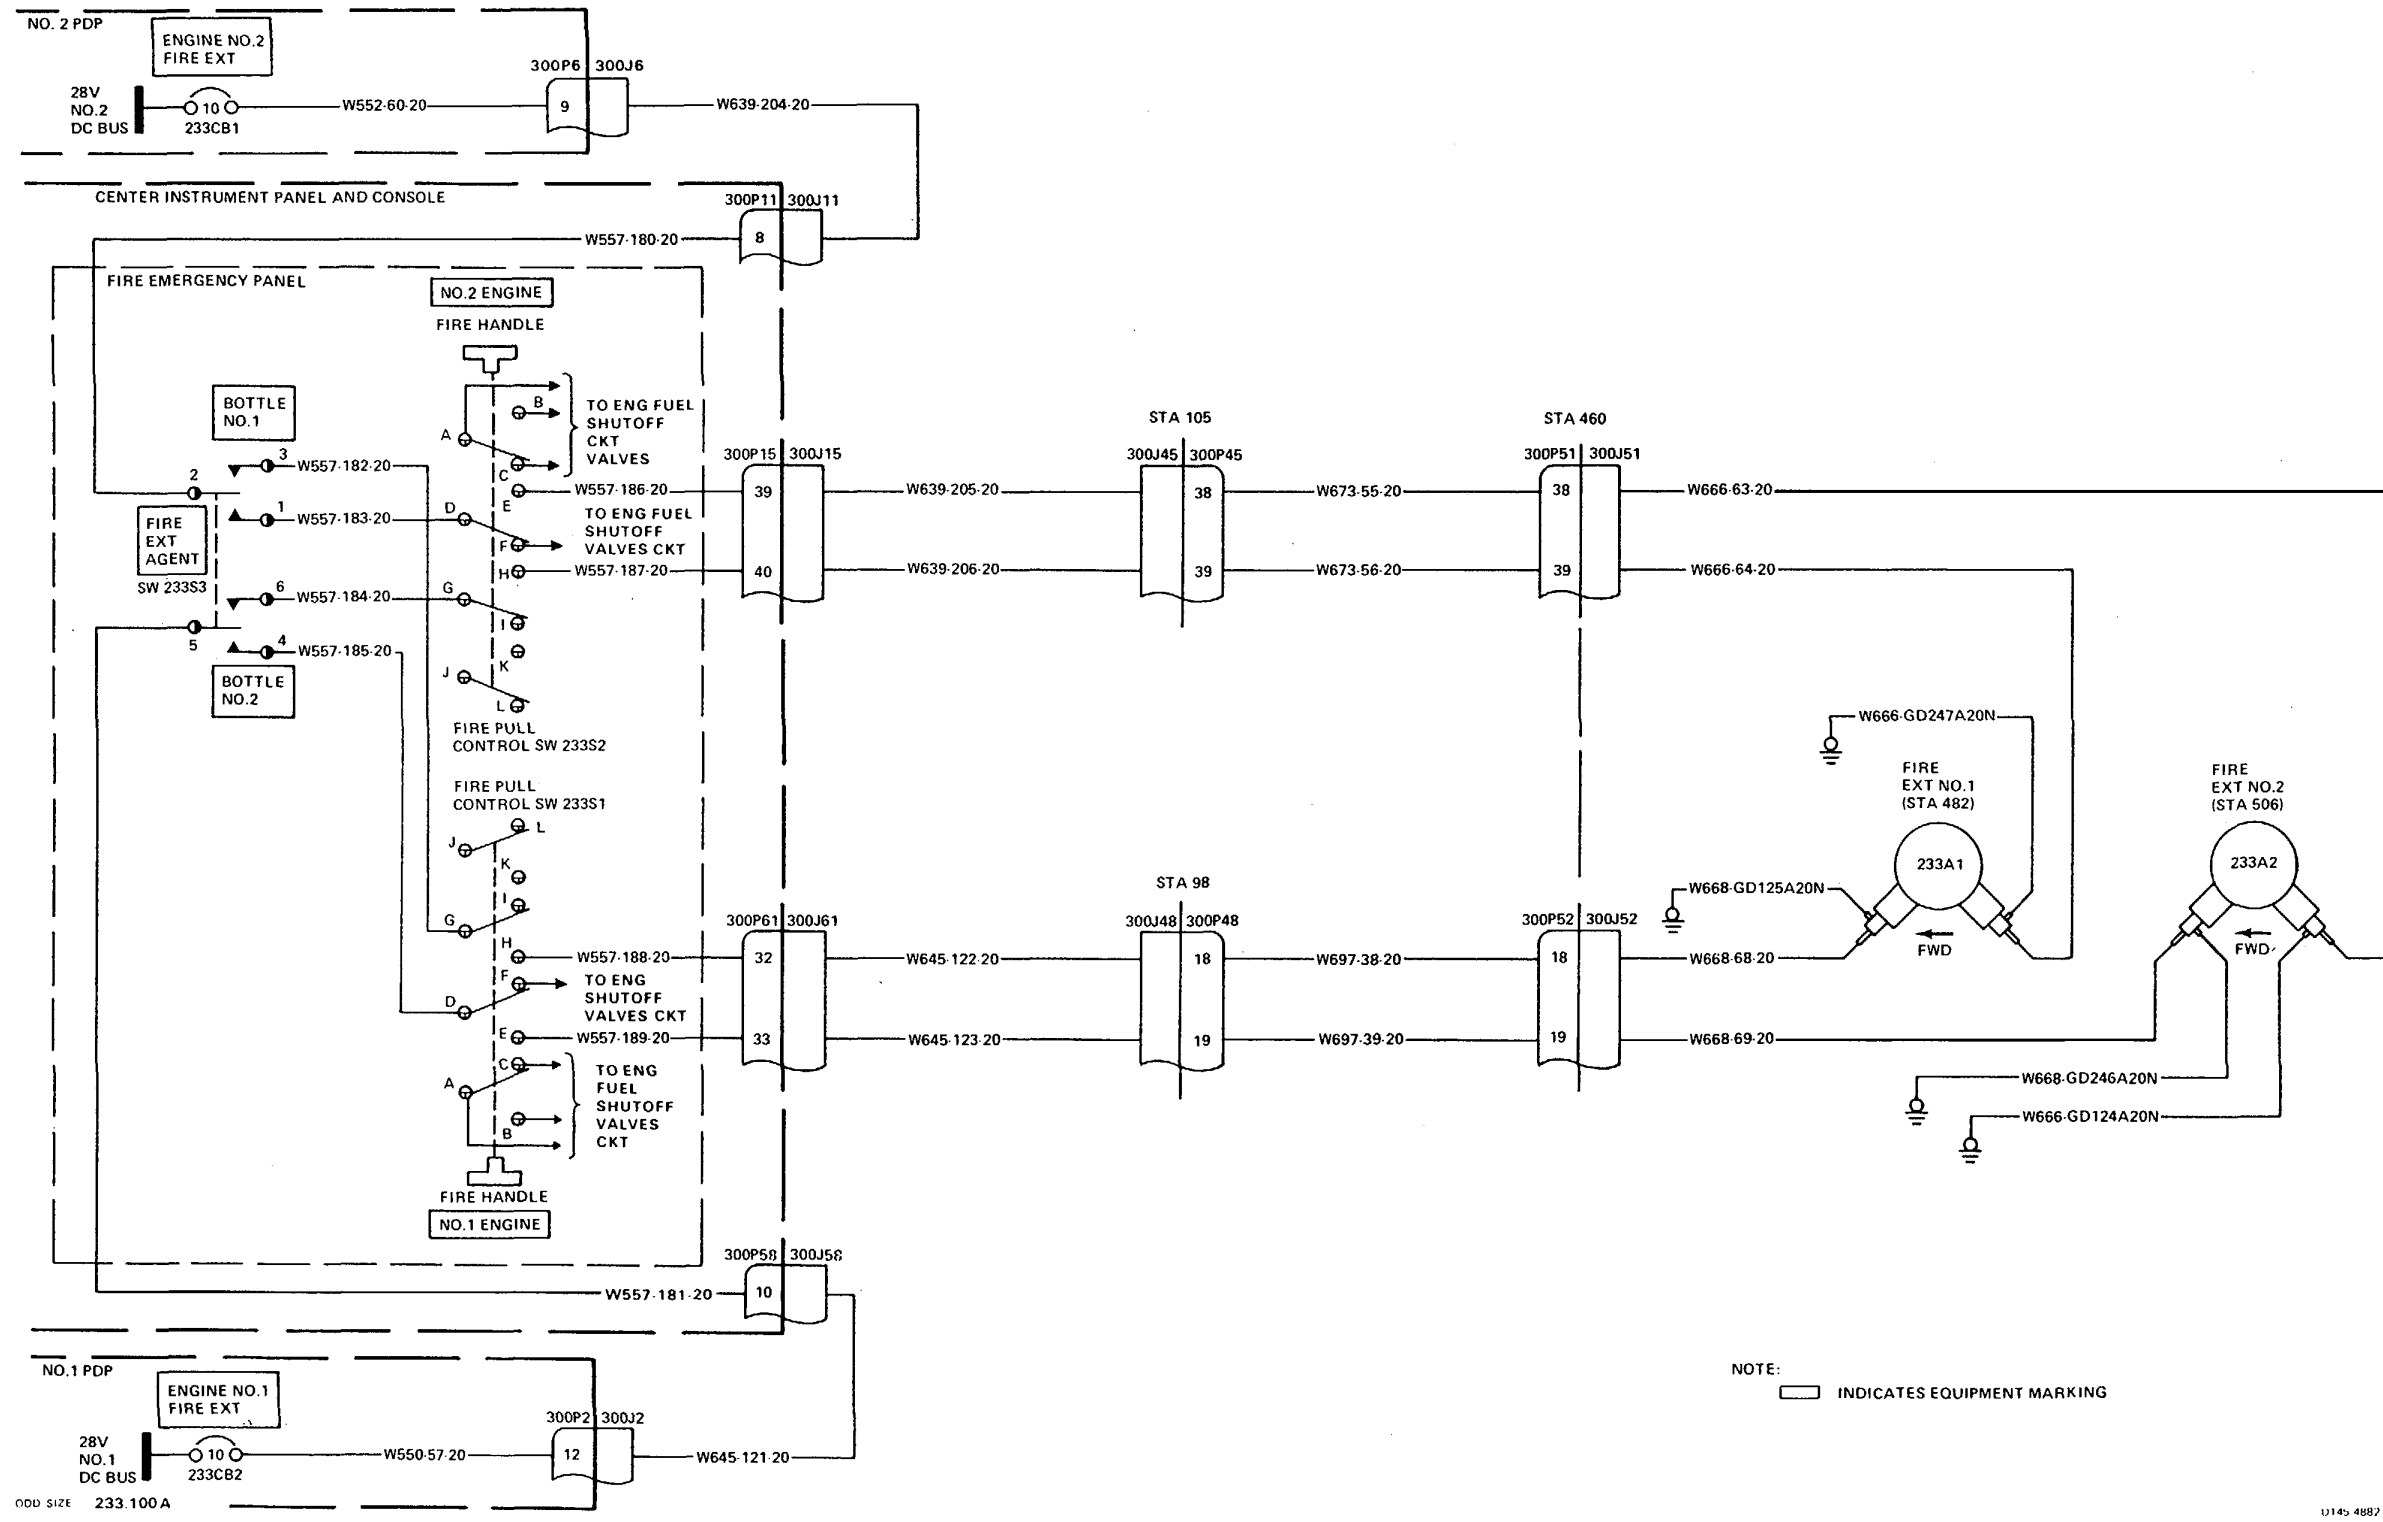 NO. 2 PDP
ENGINE NO.2
FIRE EXT
28V
NO.2
DC BUS
10
233CB1
W552-60-20
300P6
300J6
9
W639-204-20
CENTER INSTRUMENT PANEL AND CONSOLE
300P11
300J11
W557-180-20
8
FIRE EMERGENCY PANEL
NO.2 ENGINE
FIRE HANDLE
BOTTLE
NO.1
2
3
W557-182-20
1
W557-183-20
FIRE
EXT
AGENT
SW 233S3
6
W557-184-20
5
4
W557-185-20
BOTTLE
NO.2
A
B
C
TO ENG FUEL
SHUTOFF
CKT
VALVES
E
W557-186-20
D
TO ENG FUEL
SHUTOFF
VALVES CKT
F
H
W557-187-20
G
I
K
J
L
FIRE PULL
CONTROL SW 233S2
300P15
300J15
39
40
W639-205-20
W639-206-20
STA 105
300J45
300P45
38
39
W673-55-20
W673-56-20
STA 460
300P51
300J51
38
39
W666-63-20
W666-64-20
FIRE PULL
CONTROL SW 233S1
L
J
K
I
G
H
W557-188-20
F
TO ENG
SHUTOFF
VALVES CKT
D
E
W557-189-20
C
A
TO ENG
FUEL
SHUTOFF
VALVES
CKT
B
FIRE HANDLE
NO.1 ENGINE
300P61
300J61
32
33
W645-122-20
W645-123-20
STA 98
300J48
300P48
18
19
W697-38-20
W697-39-20
300P52
300J52
18
19
W668-68-20
W668-69-20
W666-GD247A20N
FIRE
EXT NO.1
(STA 482)
233A1
FWD
W668-GD125A20N
FIRE
EXT NO.2
(STA 506)
233A2
FWD
W668-GD246A20N
W666-GD124A20N
300P58
300J58
W557-181-20
10
NO.1 PDP
ENGINE NO.1
FIRE EXT
28V
NO.1
DC BUS
10
233CB2
W550-57-20
300P2
300J2
12
W645-121-20
NOTE:
INDICATES EQUIPMENT MARKING
ODD SIZE 233.100 A
D145 4882